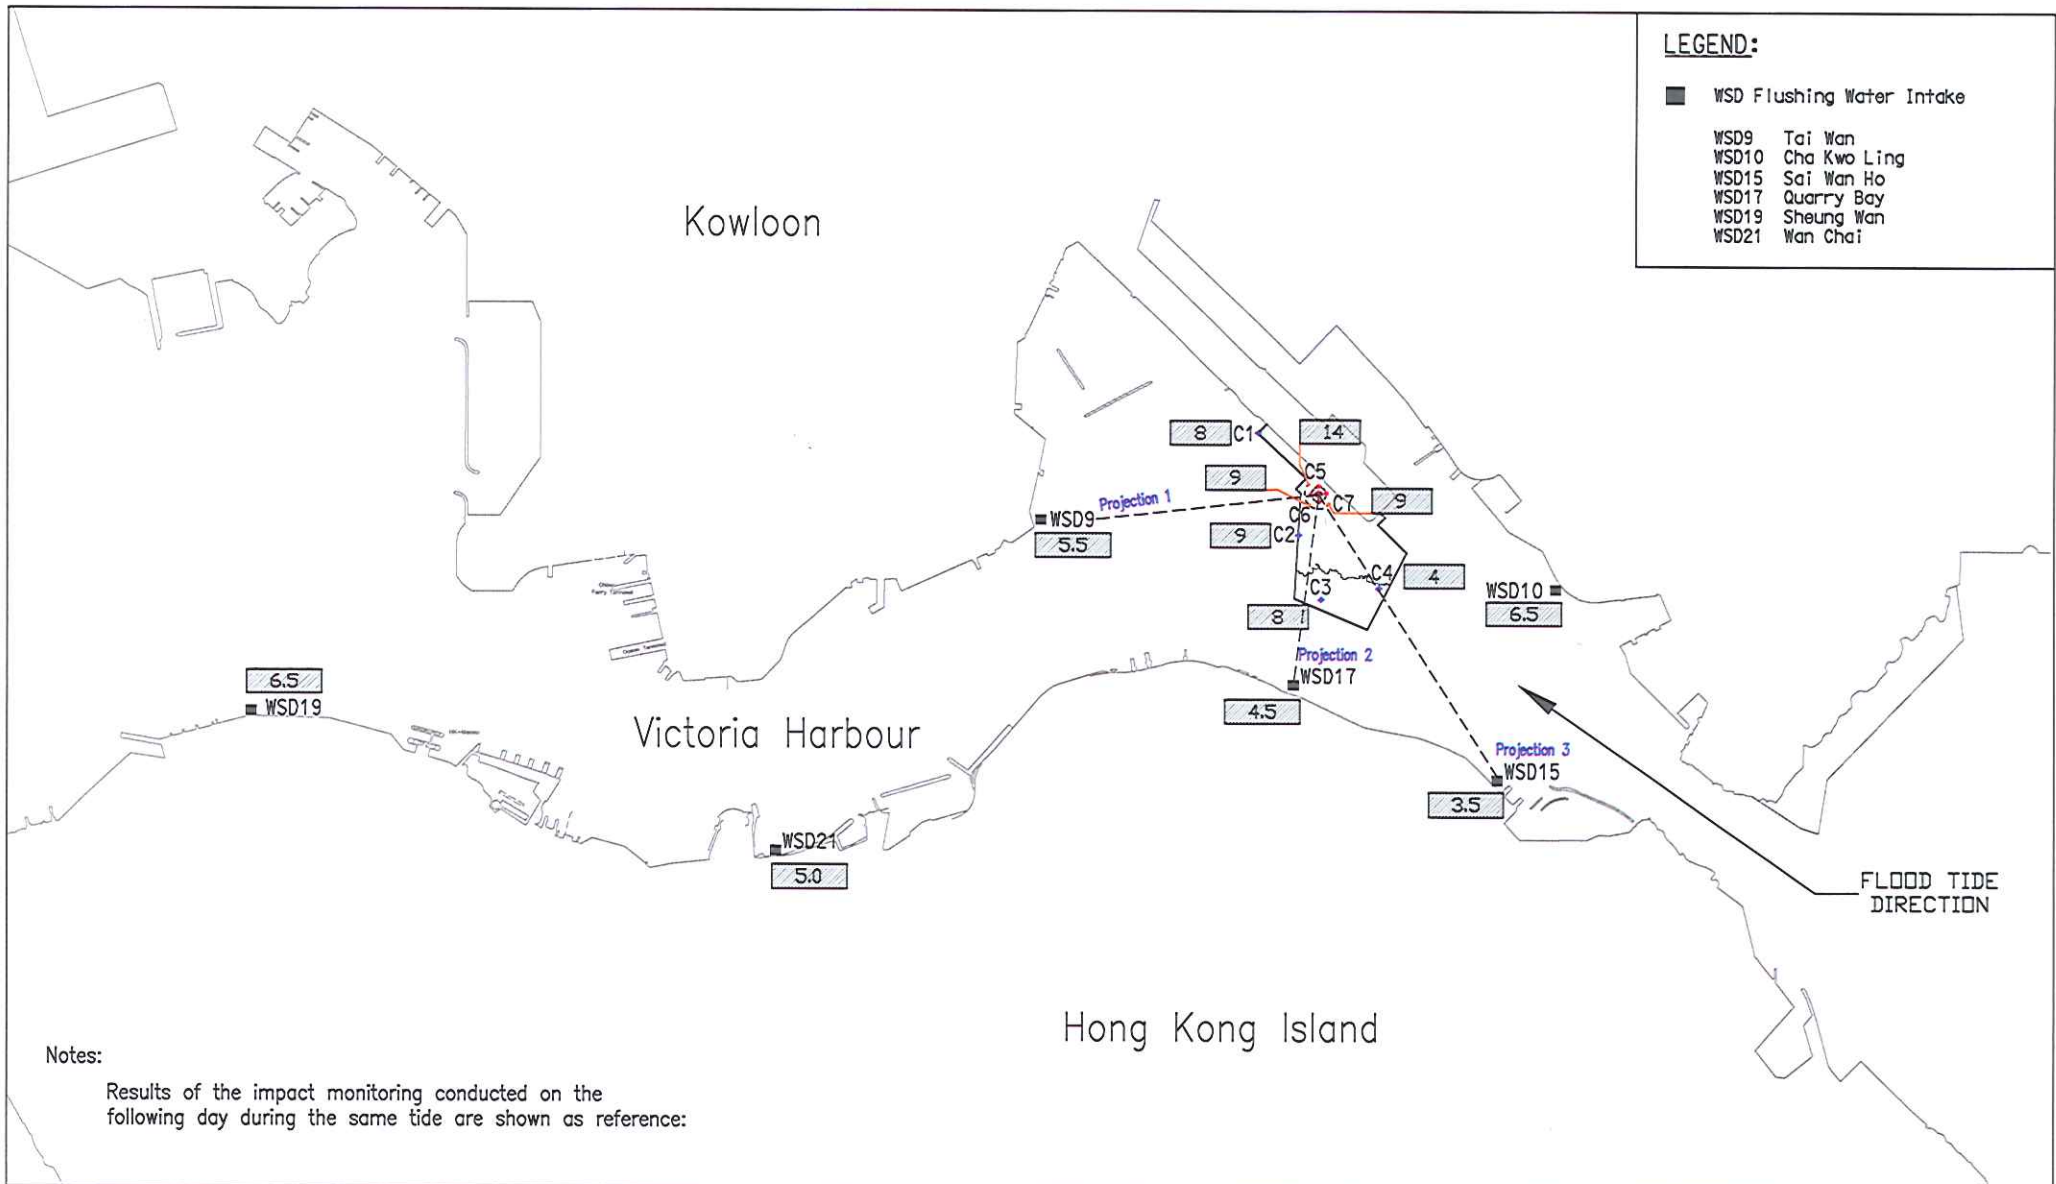 LEGEND:
WSD Flushing Water Intake
WSD9 Tai Wan
WSD10 Cha Kwo Ling
WSD15 Sai Wan Ho
WSD17 Quarry Bay
WSD19 Sheung Wan
WSD21 Wan Chai
Kowloon
8
C1
14
C5
9
C7
9
Projection 1
C6
WSD9
5.5
9
C2
C4
4
C3
WSD10
6.5
8
Projection 2
WSD17
4.5
6.5
WSD19
Victoria Harbour
Projection 3
WSD15
3.5
WSD21
5.0
FLOOD TIDE
DIRECTION
Hong Kong Island
Notes:
Results of the impact monitoring conducted on the
following day during the same tide are shown as reference: